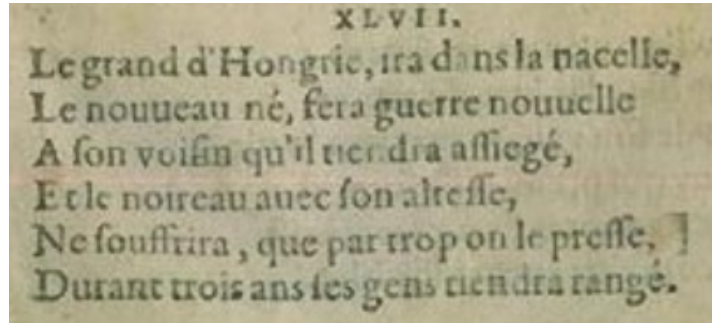 XLVII.
Le grand d'Hongrie, ira dans la nacelle,
Le nouueau né, fera guerre nouuelle
A son voisin qu'il tiendra assiegé,
Et le noireau auec son altesse,
Ne souffrira, que par trop on le presse,
Durant trois ans ses gens tiendra rangé.